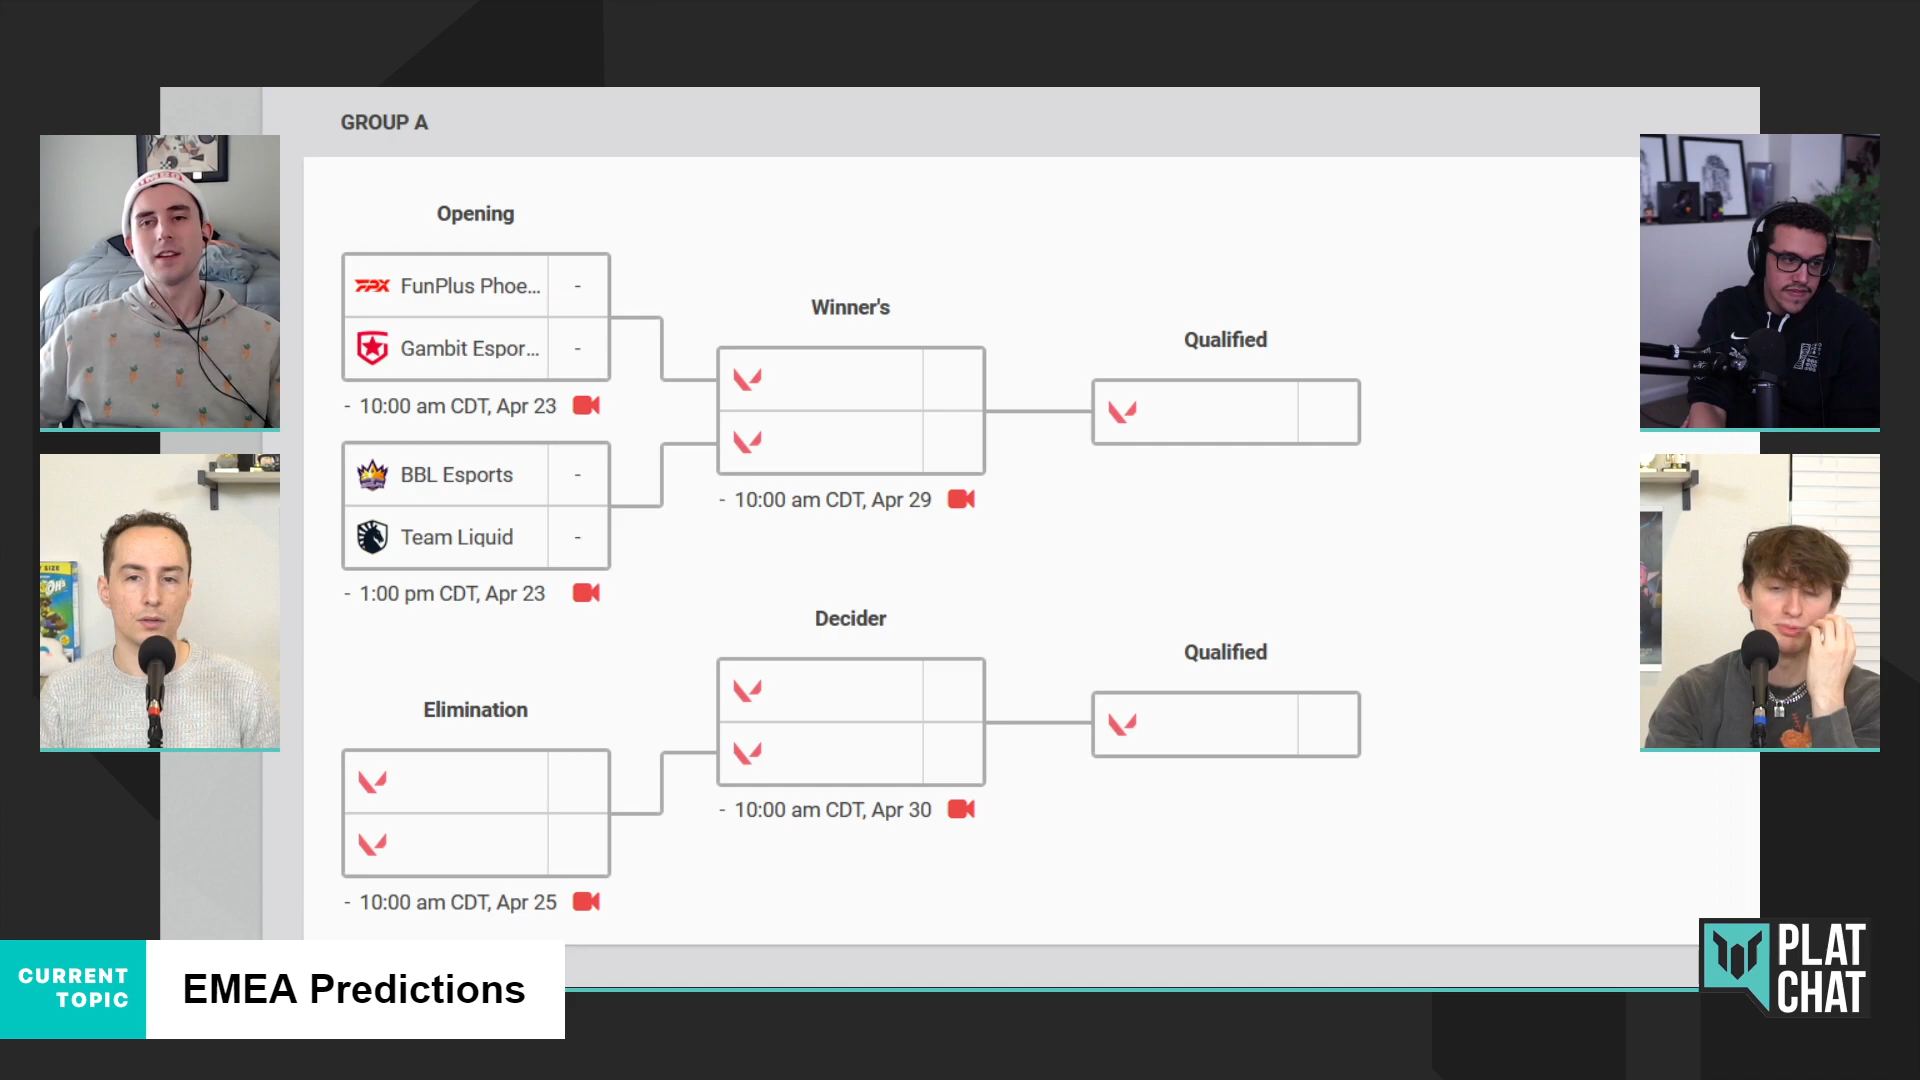 GROUP A
Opening
FPX FunPlus Phoe... -
Gambit Espor... -
- 10:00 am CDT, Apr 23
BBL Esports -
Team Liquid -
- 1:00 pm CDT, Apr 23
Winner's
- 10:00 am CDT, Apr 29
Qualified
Elimination
- 10:00 am CDT, Apr 25
Decider
- 10:00 am CDT, Apr 30
Qualified
CURRENT
TOPIC
EMEA Predictions
PLAT
CHAT